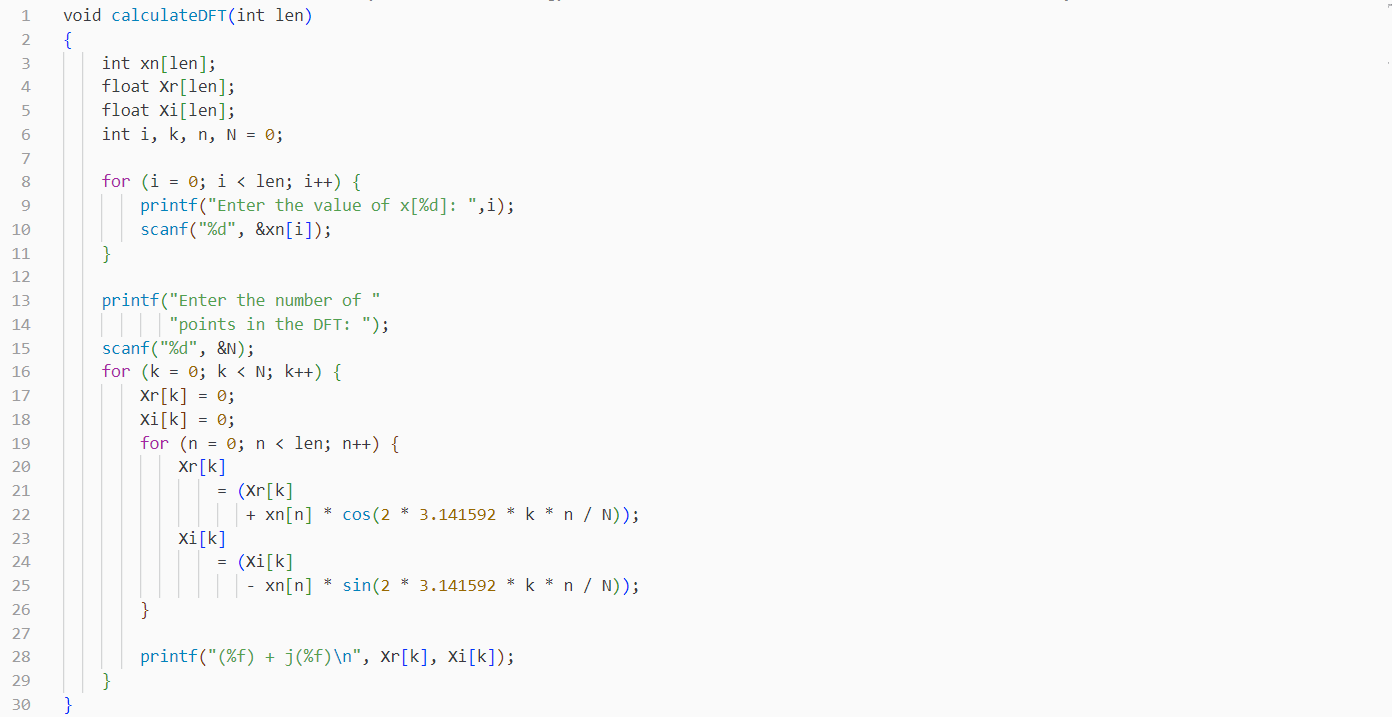 1 void calculateDFT(int len)
2 {
3 int xn[len];
4 float Xr[len];
5 float Xi[len];
6 int i, k, n, N = 0;
7
8 for (i = 0; i < len; i++) {
9 printf("Enter the value of x[%d]: ",i);
10 scanf("%d", &xn[i]);
11 }
12
13 printf("Enter the number of "
14 "points in the DFT: ");
15 scanf("%d", &N);
16 for (k = 0; k < N; k++) {
17 Xr[k] = 0;
18 Xi[k] = 0;
19 for (n = 0; n < len; n++) {
20 Xr[k]
21 = (Xr[k]
22 + xn[n] * cos(2 * 3.141592 * k * n / N));
23 Xi[k]
24 = (Xi[k]
25 - xn[n] * sin(2 * 3.141592 * k * n / N));
26 }
27
28 printf("(%f) + j(%f)\n", Xr[k], Xi[k]);
29 }
30 }